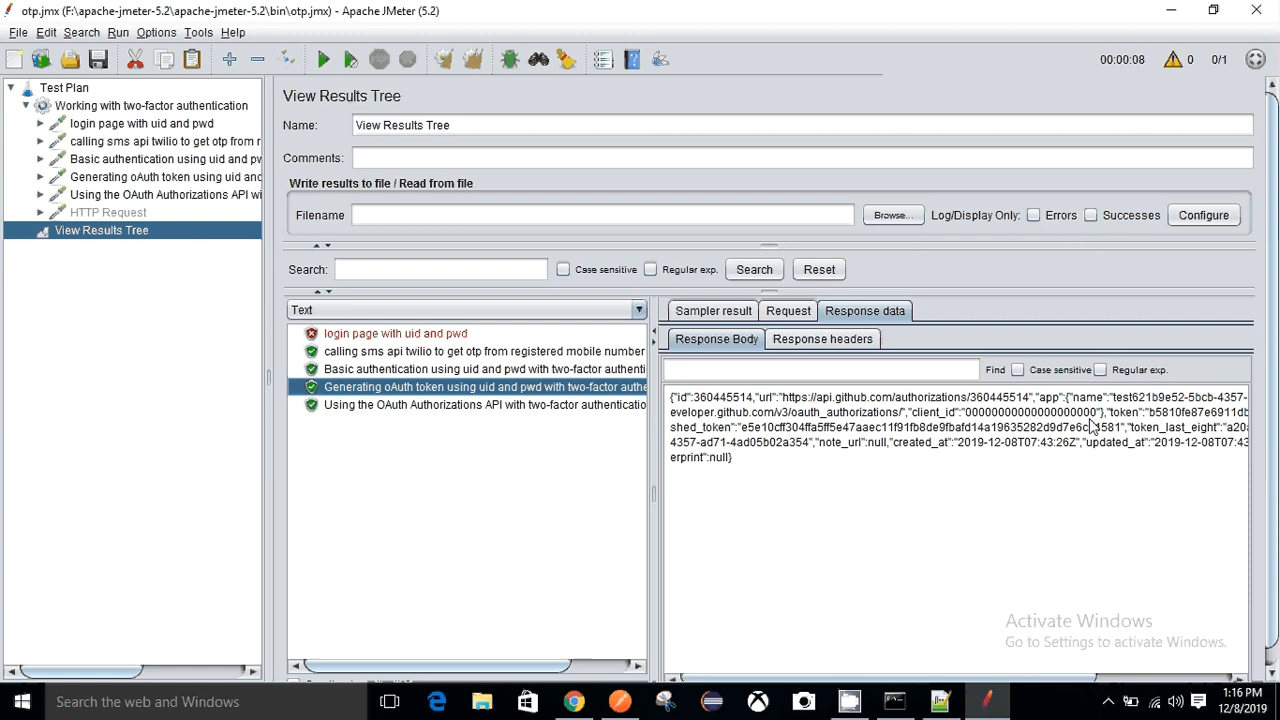 otp.jmx (F:\apache-jmeter-5.2\apache-jmeter-5.2\bin\otp.jmx) - Apache JMeter (5.2)
File Edit Search Run Options Tools Help
00:00:08 0 0/1
Test Plan
Working with two-factor authentication
login page with uid and pwd
calling sms api twilio to get otp from r
Basic authentication using uid and pw
Generating oAuth token using uid and
Using the OAuth Authorizations API wi
HTTP Request
View Results Tree
View Results Tree
Name: View Results Tree
Comments:
Write results to file / Read from file
Filename Browse... Log/Display Only: Errors Successes Configure
Search: Case sensitive Regular exp. Search Reset
Text
login page with uid and pwd
calling sms api twilio to get otp from registered mobile number
Basic authentication using uid and pwd with two-factor authenti
Generating oAuth token using uid and pwd with two-factor authe
Using the OAuth Authorizations API with two-factor authenticatio
Sampler result Request Response data
Response Body Response headers
Find Case sensitive Regular exp.
{"id":360445514,"url":"https://api.github.com/authorizations/360445514","app":{"name":"test621b9e52-5bcb-4357-
eveloper.github.com/v3/oauth_authorizations/","client_id":"00000000000000000000"},"token":"b5810fe87e6911db
"token_last_eight":"a20a
4357-ad71-4ad05b02a354","note_url":null,"created_at":"2019-12-08T07:43:26Z","updated_at":"2019-12-08T07:43
erprint":null}
Activate Windows
Go to Settings to activate Windows.
Search the web and Windows
1:16 PM
12/8/2019